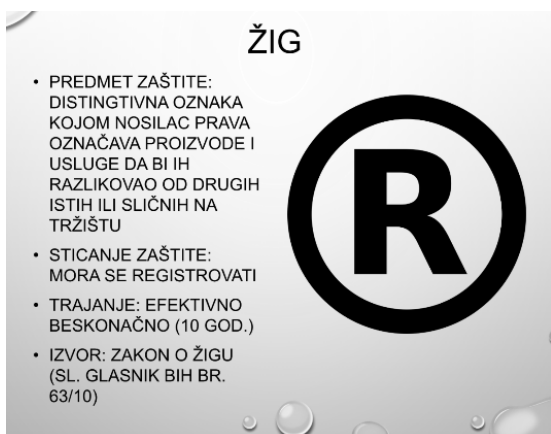 ŽIG
• PREDMET ZAŠTITE:
DISTINGTIVNA OZNAKA
KOJOM NOSILAC PRAVA
OZNAČAVA PROIZVODE I
USLUGE DA BI IH
RAZLIKOVAO OD DRUGIH
ISTIH ILI SLIČNIH NA
TRŽIŠTU
• STICANJE ZAŠTITE:
MORA SE REGISTROVATI
• TRAJANJE: EFEKTIVNO
BESKONAČNO (10 GOD.)
• IZVOR: ZAKON O ŽIGU
(SL. GLASNIK BIH BR.
63/10)
®